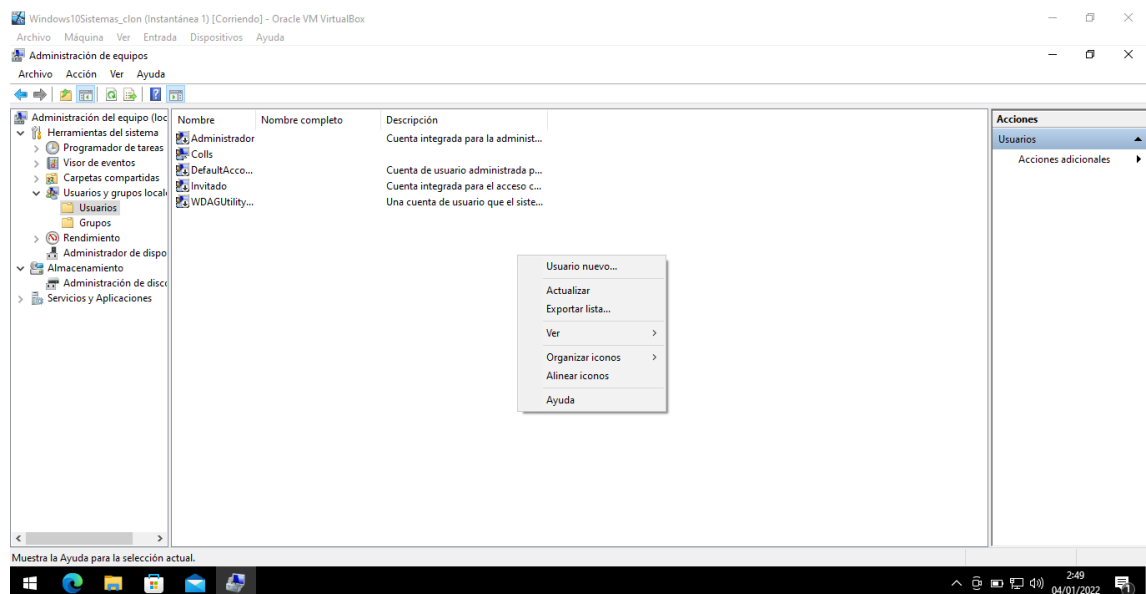 Windows10Sistemas_clon (Instantánea 1) [Corriendo] - Oracle VM VirtualBox
Archivo Máquina Ver Entrada Dispositivos Ayuda
Administración de equipos
Archivo Acción Ver Ayuda
Administración del equipo (loc
Herramientas del sistema
Programador de tareas
Visor de eventos
Carpetas compartidas
Usuarios y grupos locale
Usuarios
Grupos
Rendimiento
Administrador de dispo
Almacenamiento
Administración de disco
Servicios y Aplicaciones
Nombre Nombre completo Descripción
Administrador Cuenta integrada para la administ...
Colls
DefaultAcco... Cuenta de usuario administrada p...
Invitado Cuenta integrada para el acceso c...
WDAGUtility... Una cuenta de usuario que el siste...
Usuario nuevo...
Actualizar
Exportar lista...
Ver
Organizar iconos
Alinear iconos
Ayuda
Acciones
Usuarios
Acciones adicionales
Muestra la Ayuda para la selección actual.
2:49
04/01/2022
1